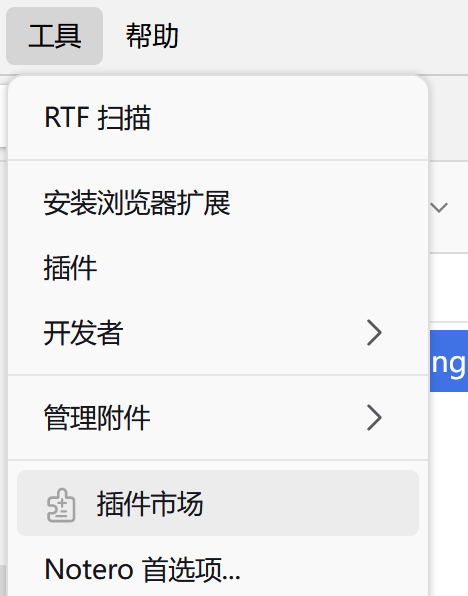 工具 帮助
RTF 扫描
安装浏览器扩展
插件
开发者
ng
管理附件
插件市场
Notero 首选项...